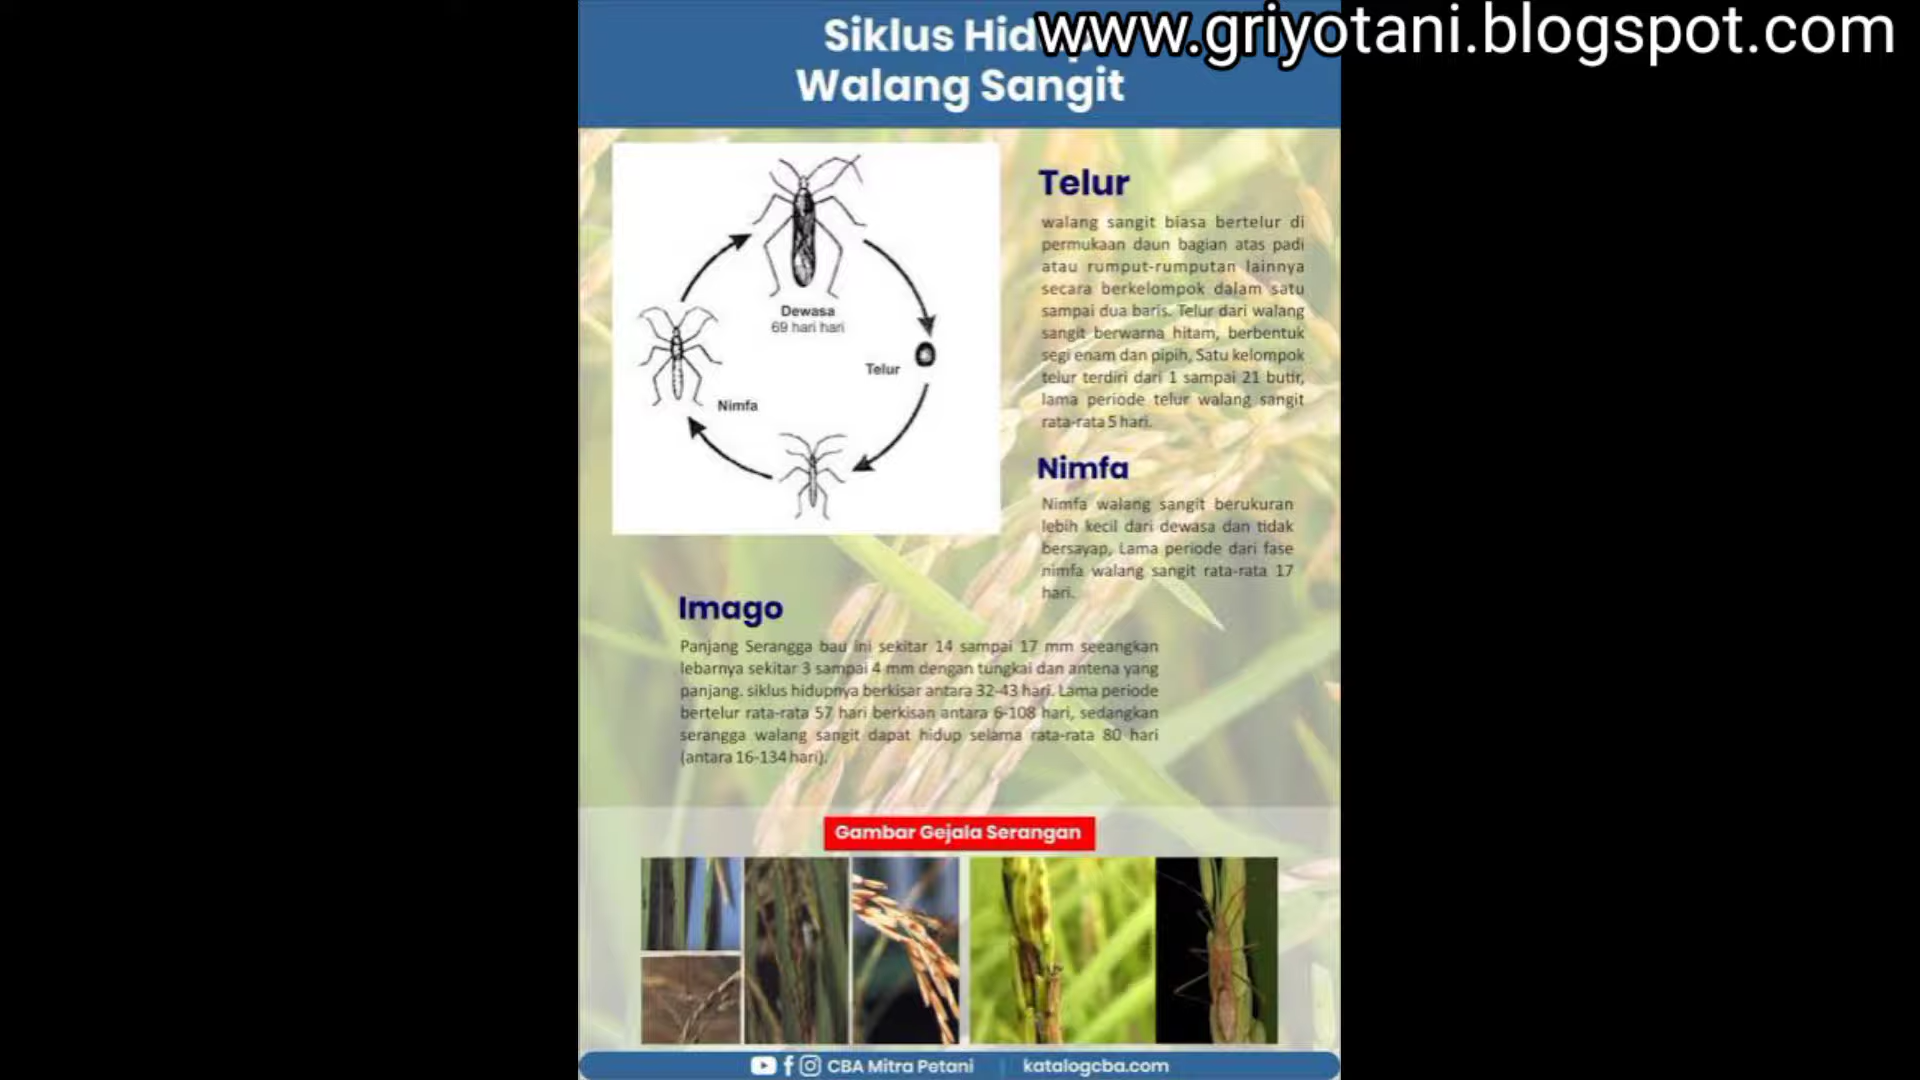 www.griyotani.blogspot.com
Siklus Hidup
Walang Sangit
Dewasa
69 hari hari
Telur
Nimfa
Telur
walang sangit biasa bertelur di
permukaan daun bagian atas padi
atau rumput-rumputan lainnya
secara berkelompok dalam satu
sampai dua baris. Telur dari walang
sangit berwarna hitam, berbentuk
segi enam dan pipih, Satu kelompok
telur terdiri dari 1 sampai 21 butir,
lama periode telur walang sangit
rata-rata 5 hari.
Nimfa
Nimfa walang sangit berukuran
lebih kecil dari dewasa dan tidak
bersayap, Lama periode dari fase
nimfa walang sangit rata-rata 17
hari.
Imago
Panjang Serangga bau ini sekitar 14 sampai 17 mm seeangkan
lebarnya sekitar 3 sampai 4 mm dengan tungkai dan antena yang
panjang. siklus hidupnya berkisar antara 32-43 hari. Lama periode
bertelur rata-rata 57 hari berkisan antara 6-108 hari, sedangkan
serangga walang sangit dapat hidup selama rata-rata 80 hari
(antara 16-134 hari).
Gambar Gejala Serangan
CBA Mitra Petani | katalogcba.com